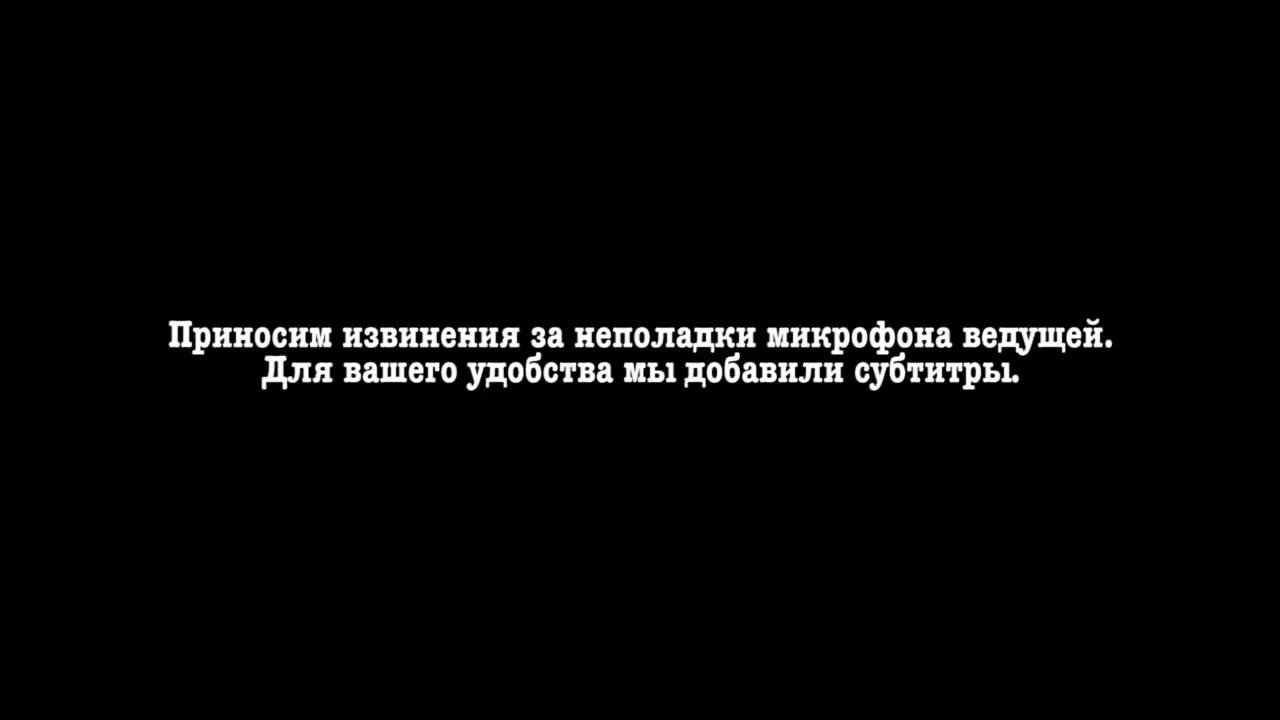 Приносим извинения за неполадки микрофона ведущей.
Для вашего удобства мы добавили субтитры.